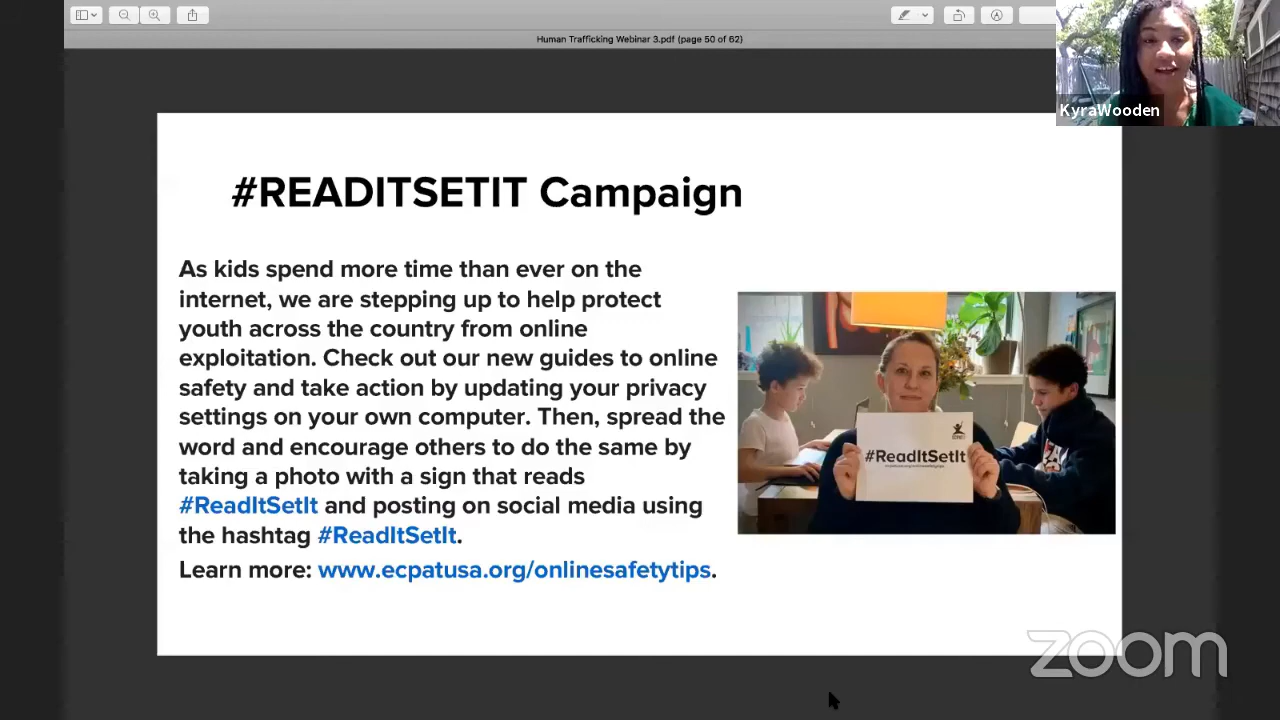 Human Trafficking Webinar 3.pdf (page 50 of 62)
KyraWooden
#READITSETIT Campaign
As kids spend more time than ever on the
internet, we are stepping up to help protect
youth across the country from online
exploitation. Check out our new guides to online
safety and take action by updating your privacy
settings on your own computer. Then, spread the
word and encourage others to do the same by
taking a photo with a sign that reads
#ReadItSetIt and posting on social media using
the hashtag #ReadItSetIt.
Learn more: www.ecpatusa.org/onlinesafetytips.
#ReadItSetIt
zoom